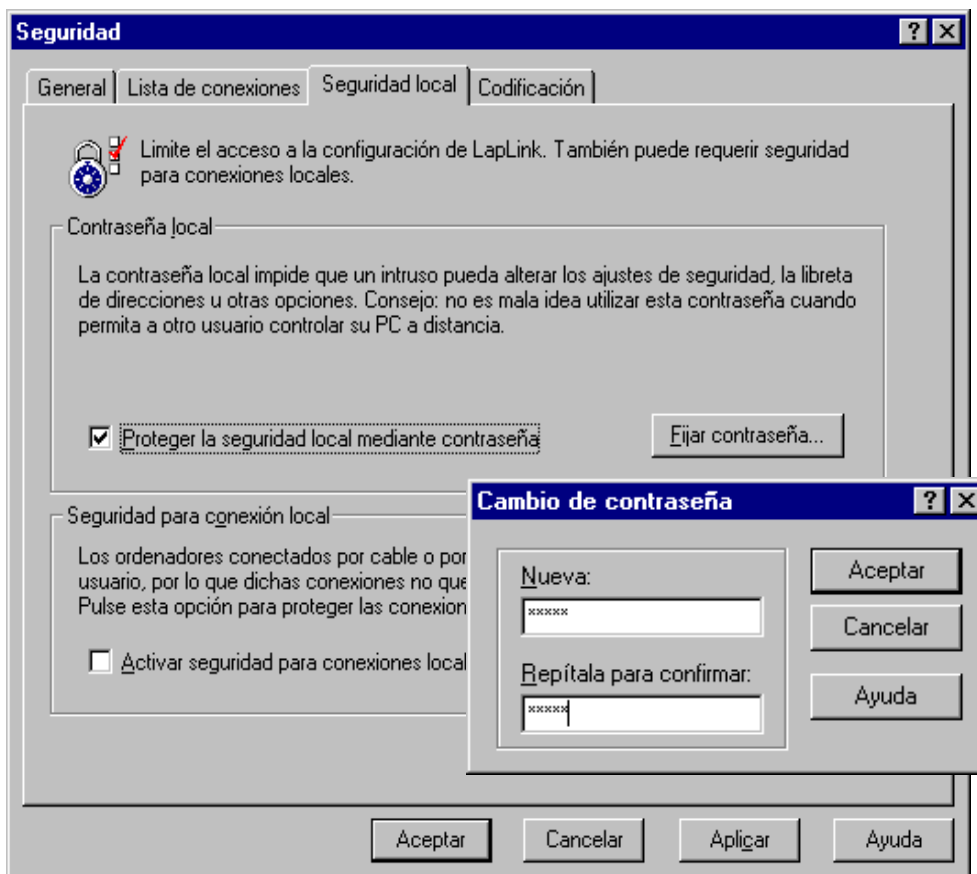 Seguridad
General Lista de conexiones Seguridad local Codificación
Limite el acceso a la configuración de LapLink. También puede requerir seguridad
para conexiones locales.
Contraseña local
La contraseña local impide que un intruso pueda alterar los ajustes de seguridad, la libreta
de direcciones u otras opciones. Consejo: no es mala idea utilizar esta contraseña cuando
permita a otro usuario controlar su PC a distancia.
Proteger la seguridad local mediante contraseña
Fijar contraseña...
Seguridad para conexión local
Los ordenadores conectados por cable o por
usuario, por lo que dichas conexiones no que
Pulse esta opción para proteger las conexion
Activar seguridad para conexiones local
Cambio de contraseña
Nueva:
*****
Repítala para confirmar:
*****
Aceptar
Cancelar
Ayuda
Aceptar Cancelar Aplicar Ayuda